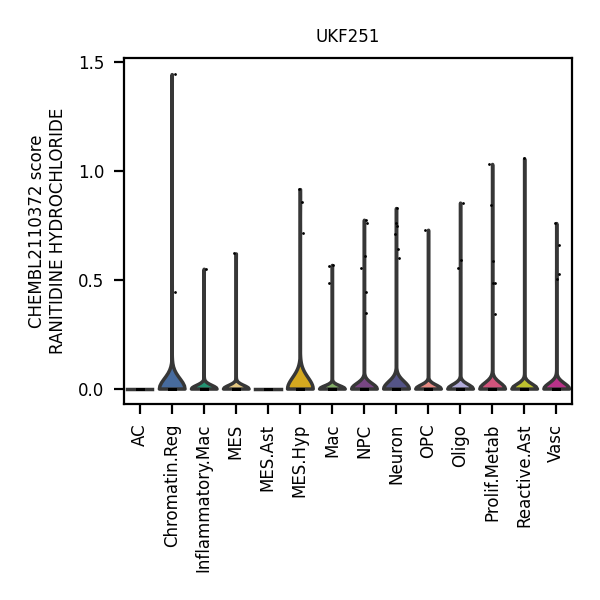 UKF251
CHEMBL2110372 score
RANITIDINE HYDROCHLORIDE
1.5
1.0
0.5
0.0
AC
Chromatin.Reg
Inflammatory.Mac
MES
MES.Ast
MES.Hyp
Mac
NPC
Neuron
OPC
Oligo
Prolif.Metab
Reactive.Ast
Vasc